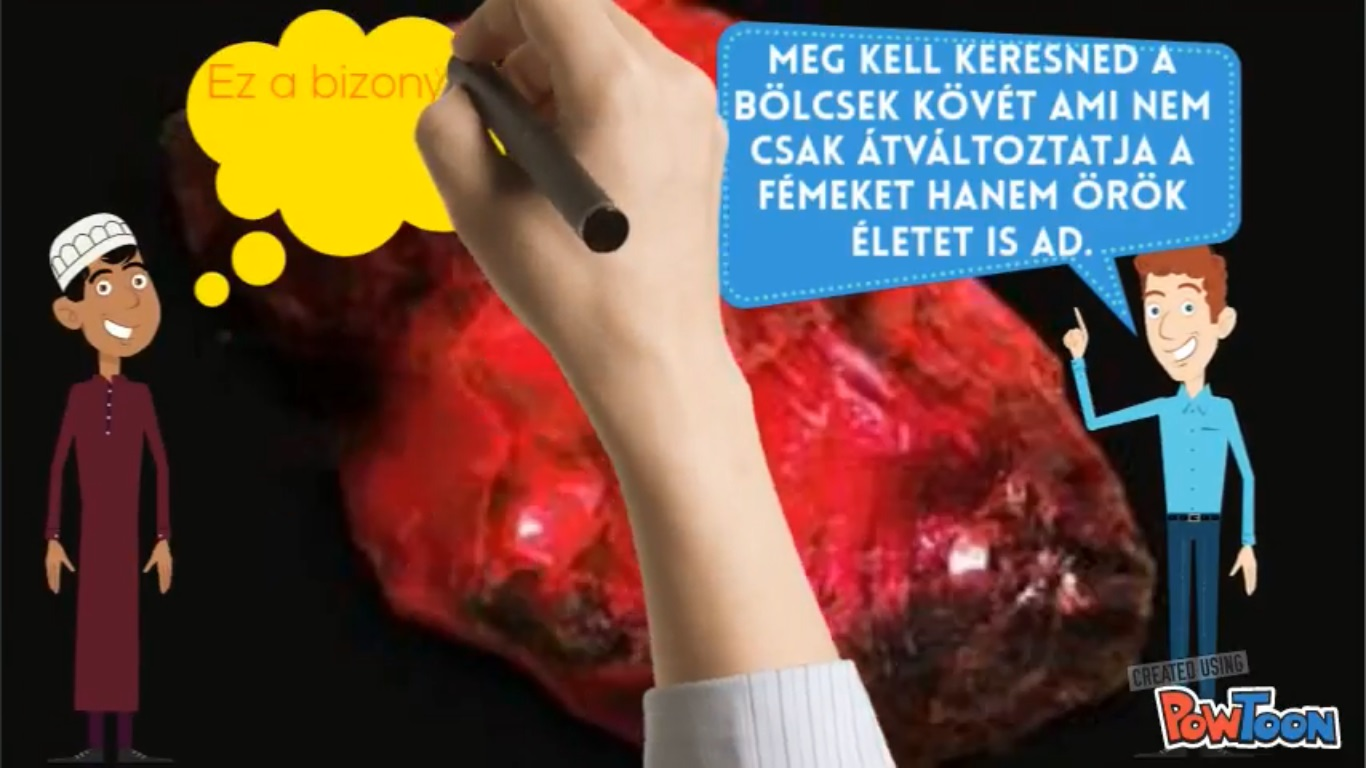 Ez a bizony
MEG KELL KERESNED A
BÖLCSEK KÖVÉT AMI NEM
CSAK ÁTVÁLTOZTATJA A
FÉMEKET HANEM ÖRÖK
ÉLETET IS AD.
CREATED USING
POWTOON